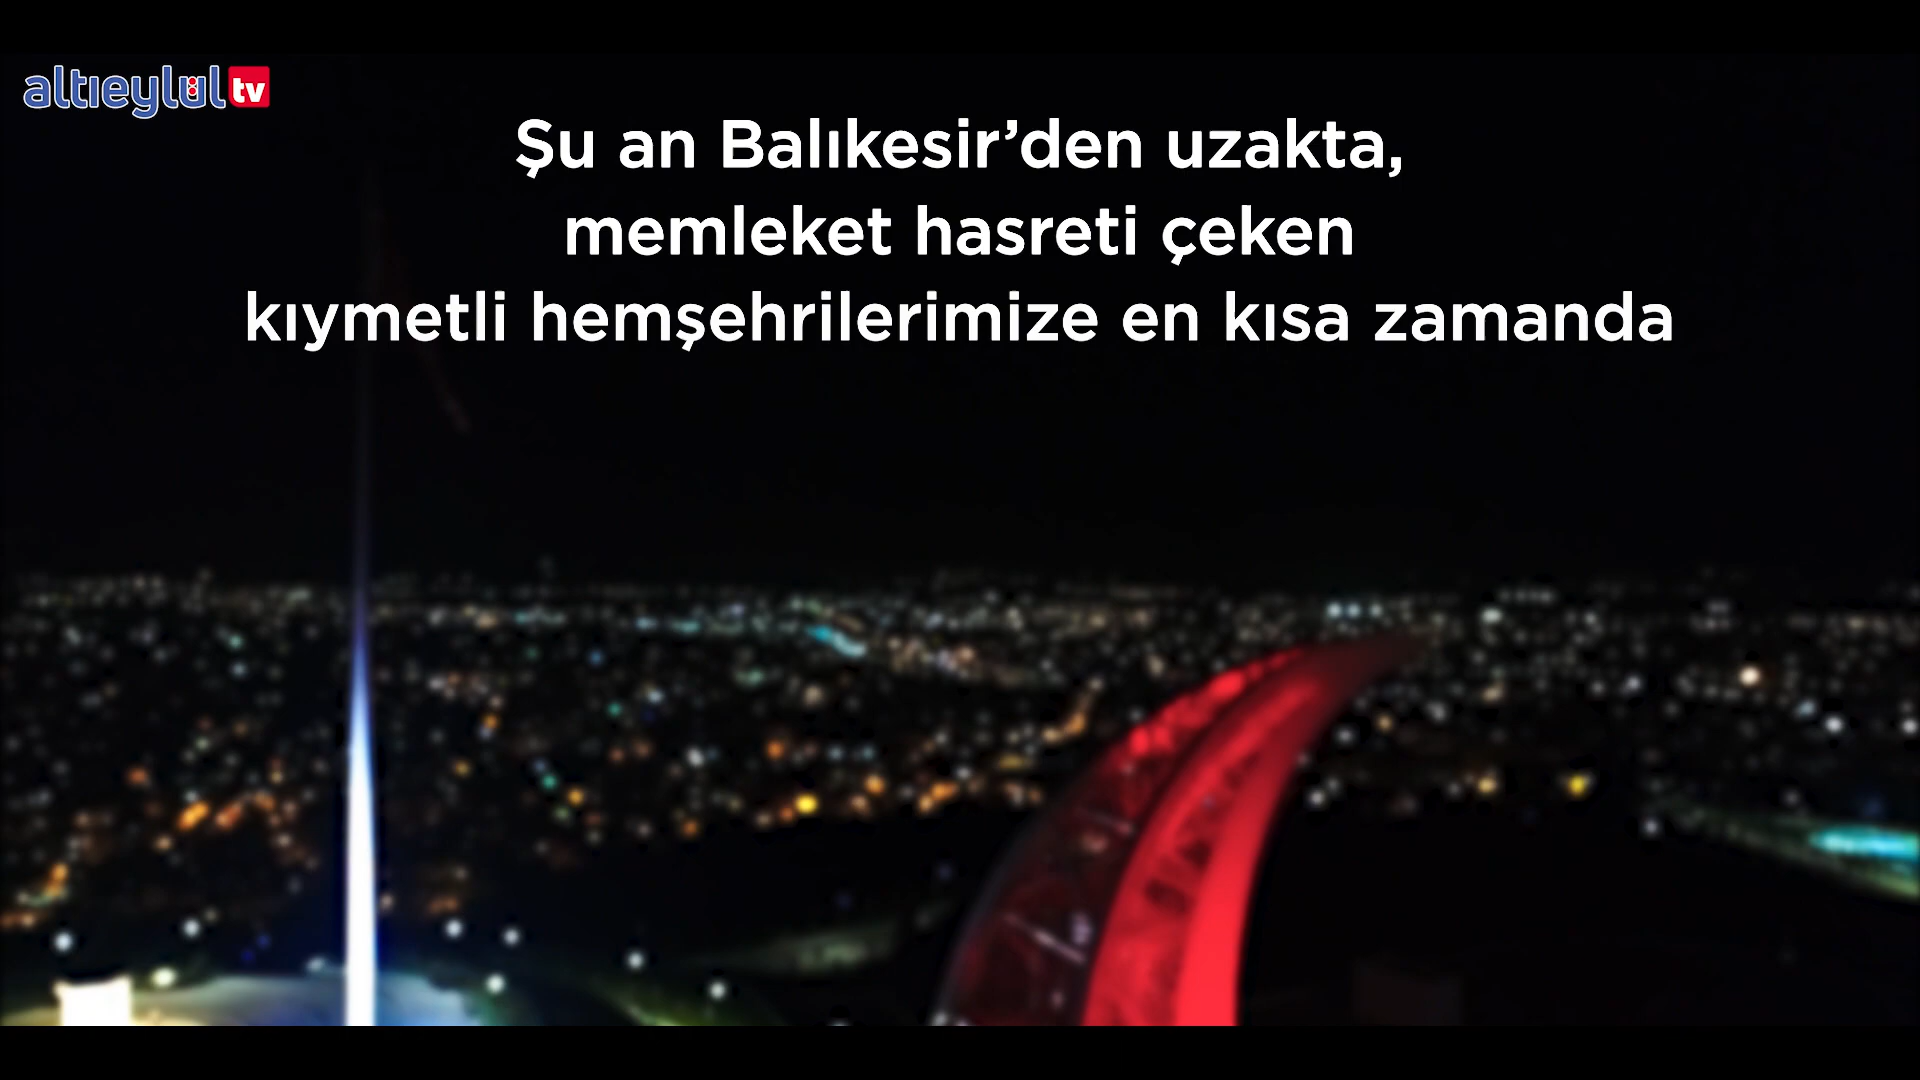 altıeylül tv
Şu an Balıkesir’den uzakta,
memleket hasreti çeken
kıymetli hemşehrilerimize en kısa zamanda